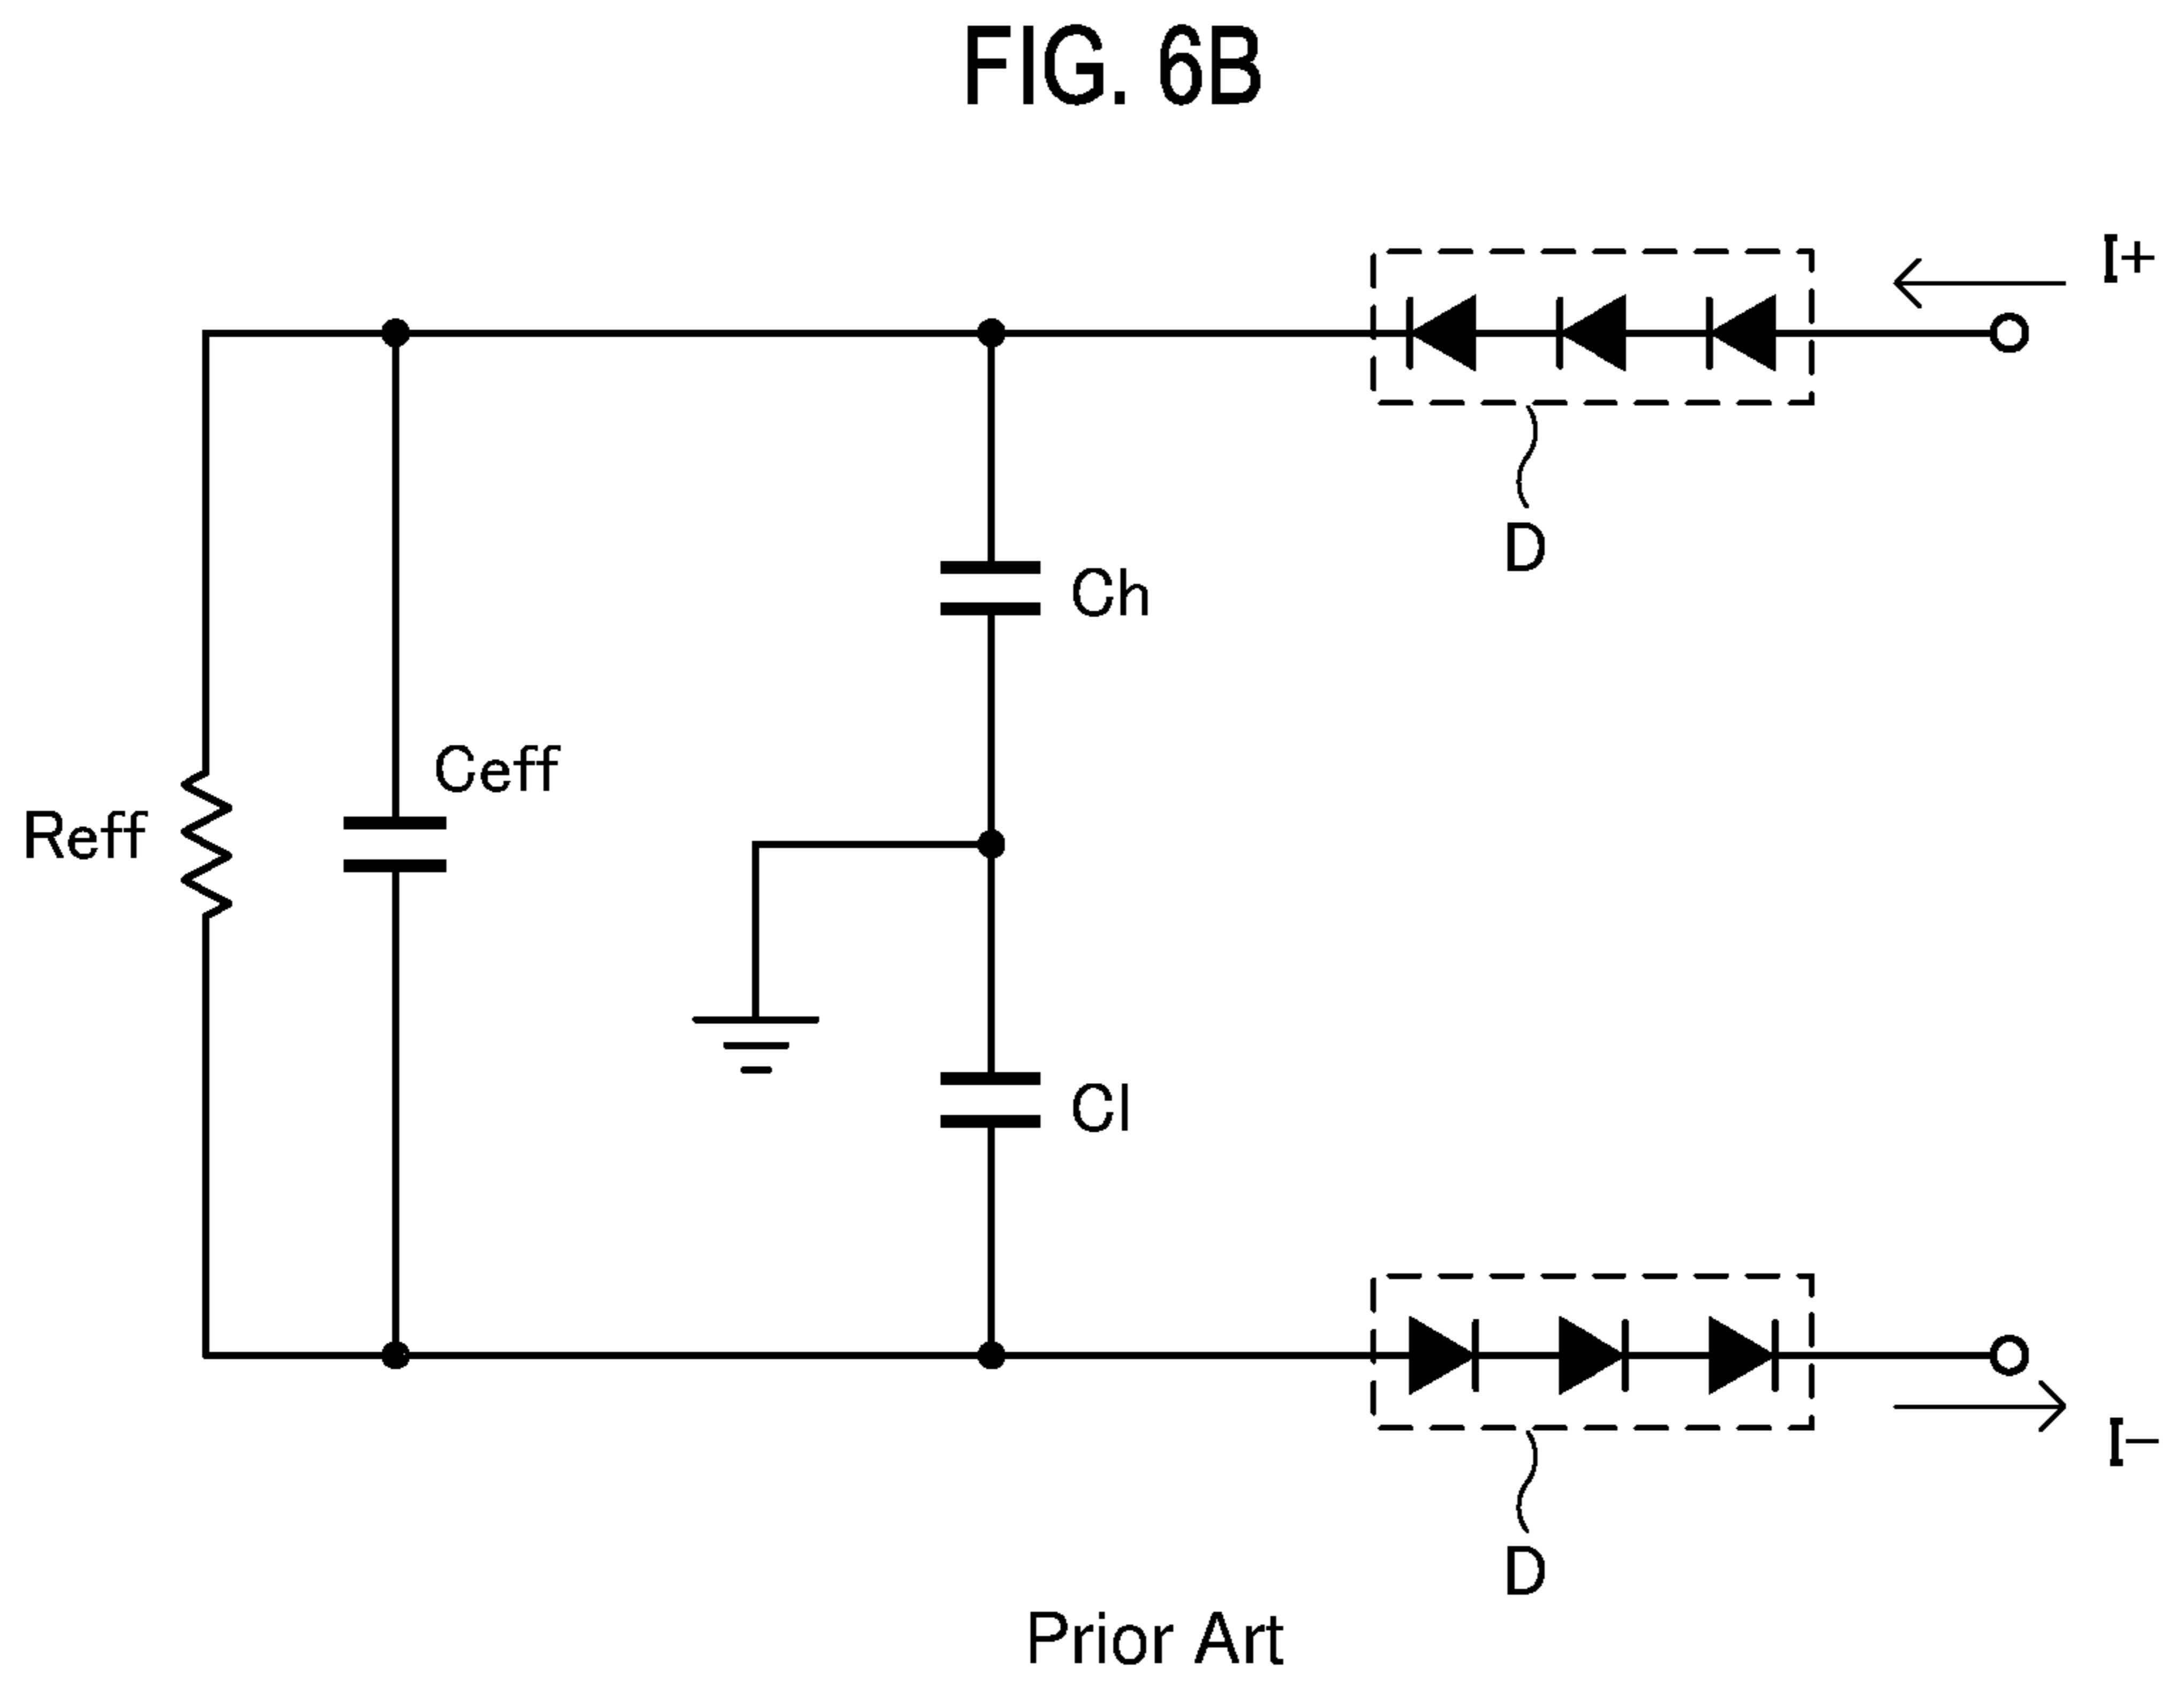 FIG. 6B
I+
D
Ch
Ceff
Reff
Cl
I−
D
Prior Art